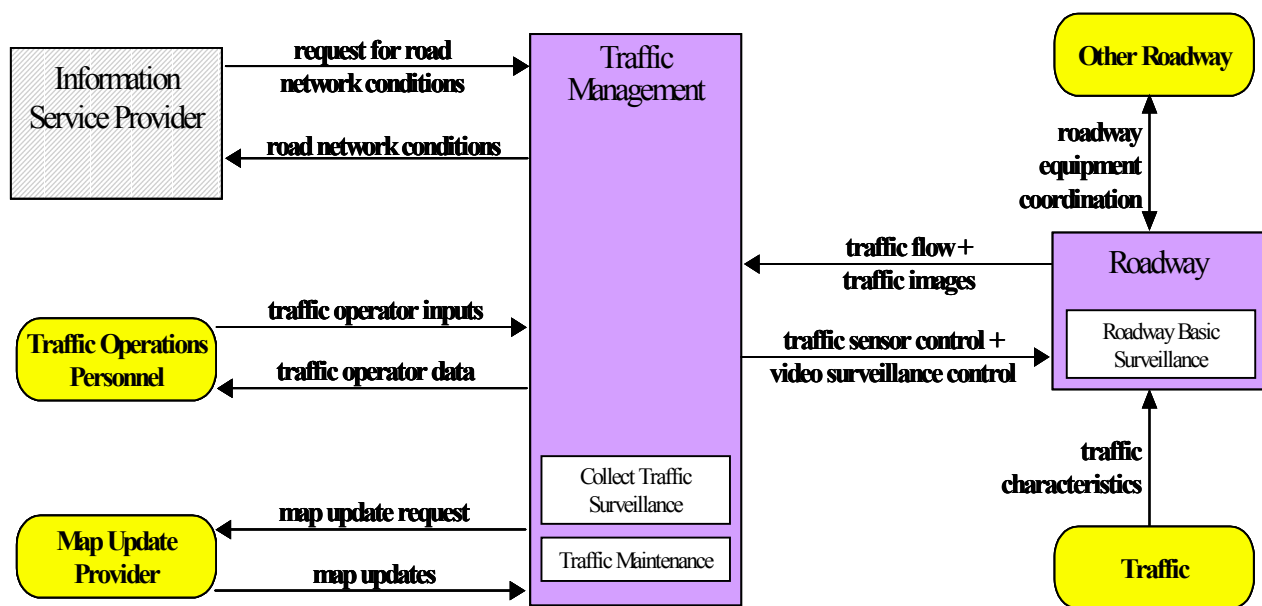 Information
Service Provider
request for road
network conditions
road network conditions
Traffic
Management
Other Roadway
roadway
equipment
coordination
traffic flow +
traffic images
Roadway
Roadway Basic
Surveillance
traffic sensor control +
video surveillance control
traffic operator inputs
Traffic Operations
Personnel
traffic operator data
traffic
characteristics
Collect Traffic
Surveillance
Traffic Maintenance
map update request
Map Update
Provider
map updates
Traffic